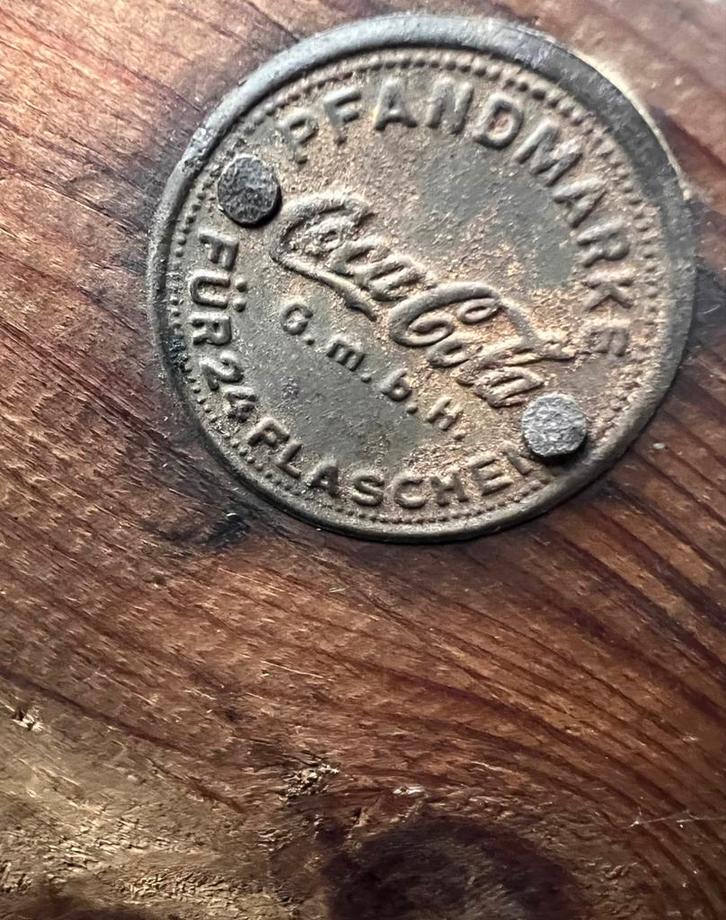 PFANDMARKE
Coca Cola
G.m.b.H.
FÜR 24 FLASCHEN